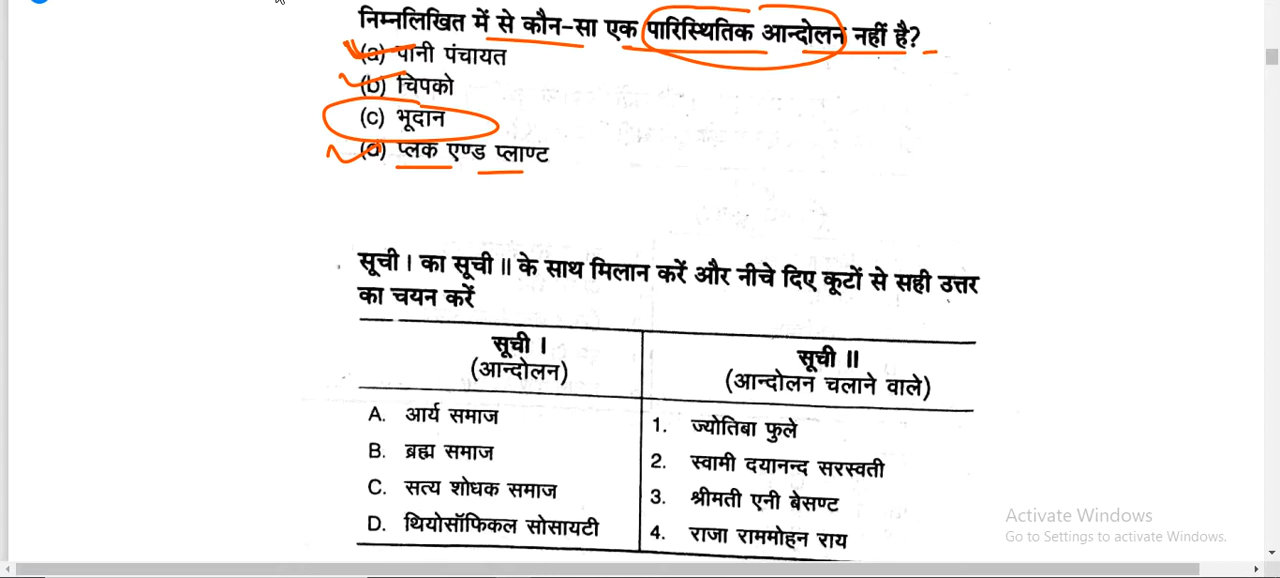 निम्नलिखित में से कौन-सा एक पारिस्थितिक आन्दोलन नहीं है?
(a) पानी पंचायत
(b) चिपको
(c) भूदान
(d) प्लक एण्ड प्लाण्ट
सूची I का सूची II के साथ मिलान करें और नीचे दिए कूटों से सही उत्तर
का चयन करें
सूची I
(आन्दोलन)
सूची II
(आन्दोलन चलाने वाले)
A. आर्य समाज
1. ज्योतिबा फुले
B. ब्रह्म समाज
2. स्वामी दयानन्द सरस्वती
C. सत्य शोधक समाज
3. श्रीमती एनी बेसण्ट
D. थियोसॉफिकल सोसायटी
4. राजा राममोहन राय
Activate Windows
Go to Settings to activate Windows.